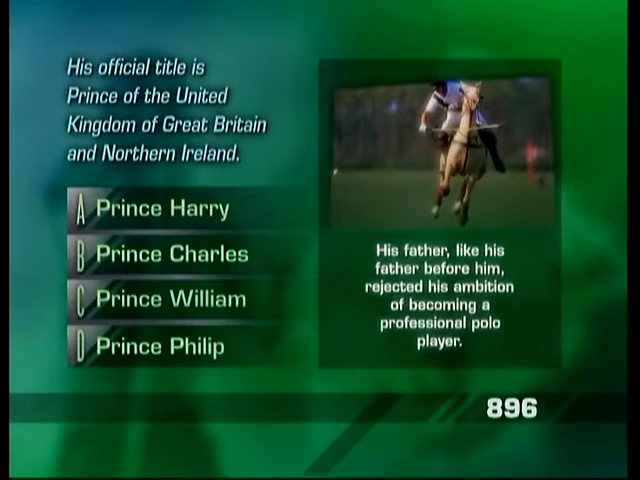 His official title is
Prince of the United
Kingdom of Great Britain
and Northern Ireland.
A Prince Harry
B Prince Charles
C Prince William
D Prince Philip
His father, like his
father before him,
rejected his ambition
of becoming a
professional polo
player.
896